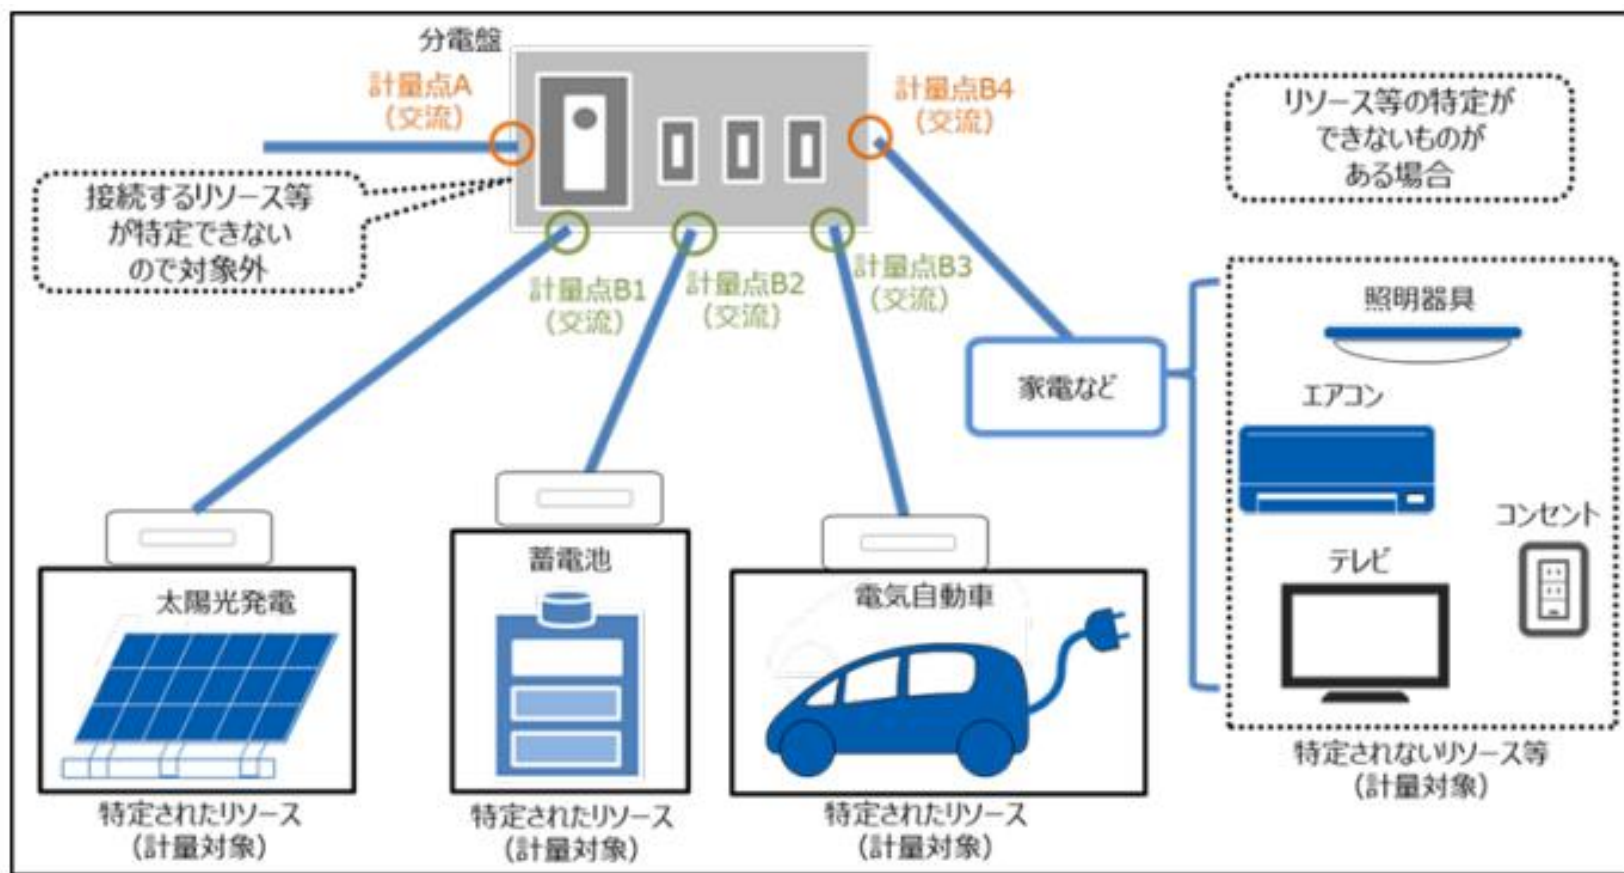 分電盤
計量点A
（交流）
計量点B4
（交流）
リソース等の特定が
できないものが
ある場合
接続するリソース等
が特定できない
ので対象外
計量点B1
（交流）
計量点B2
（交流）
計量点B3
（交流）
家電など
照明器具
エアコン
コンセント
テレビ
太陽光発電
蓄電池
電気自動車
特定されたリソース
（計量対象）
特定されたリソース
（計量対象）
特定されたリソース
（計量対象）
特定されないリソース等
（計量対象）